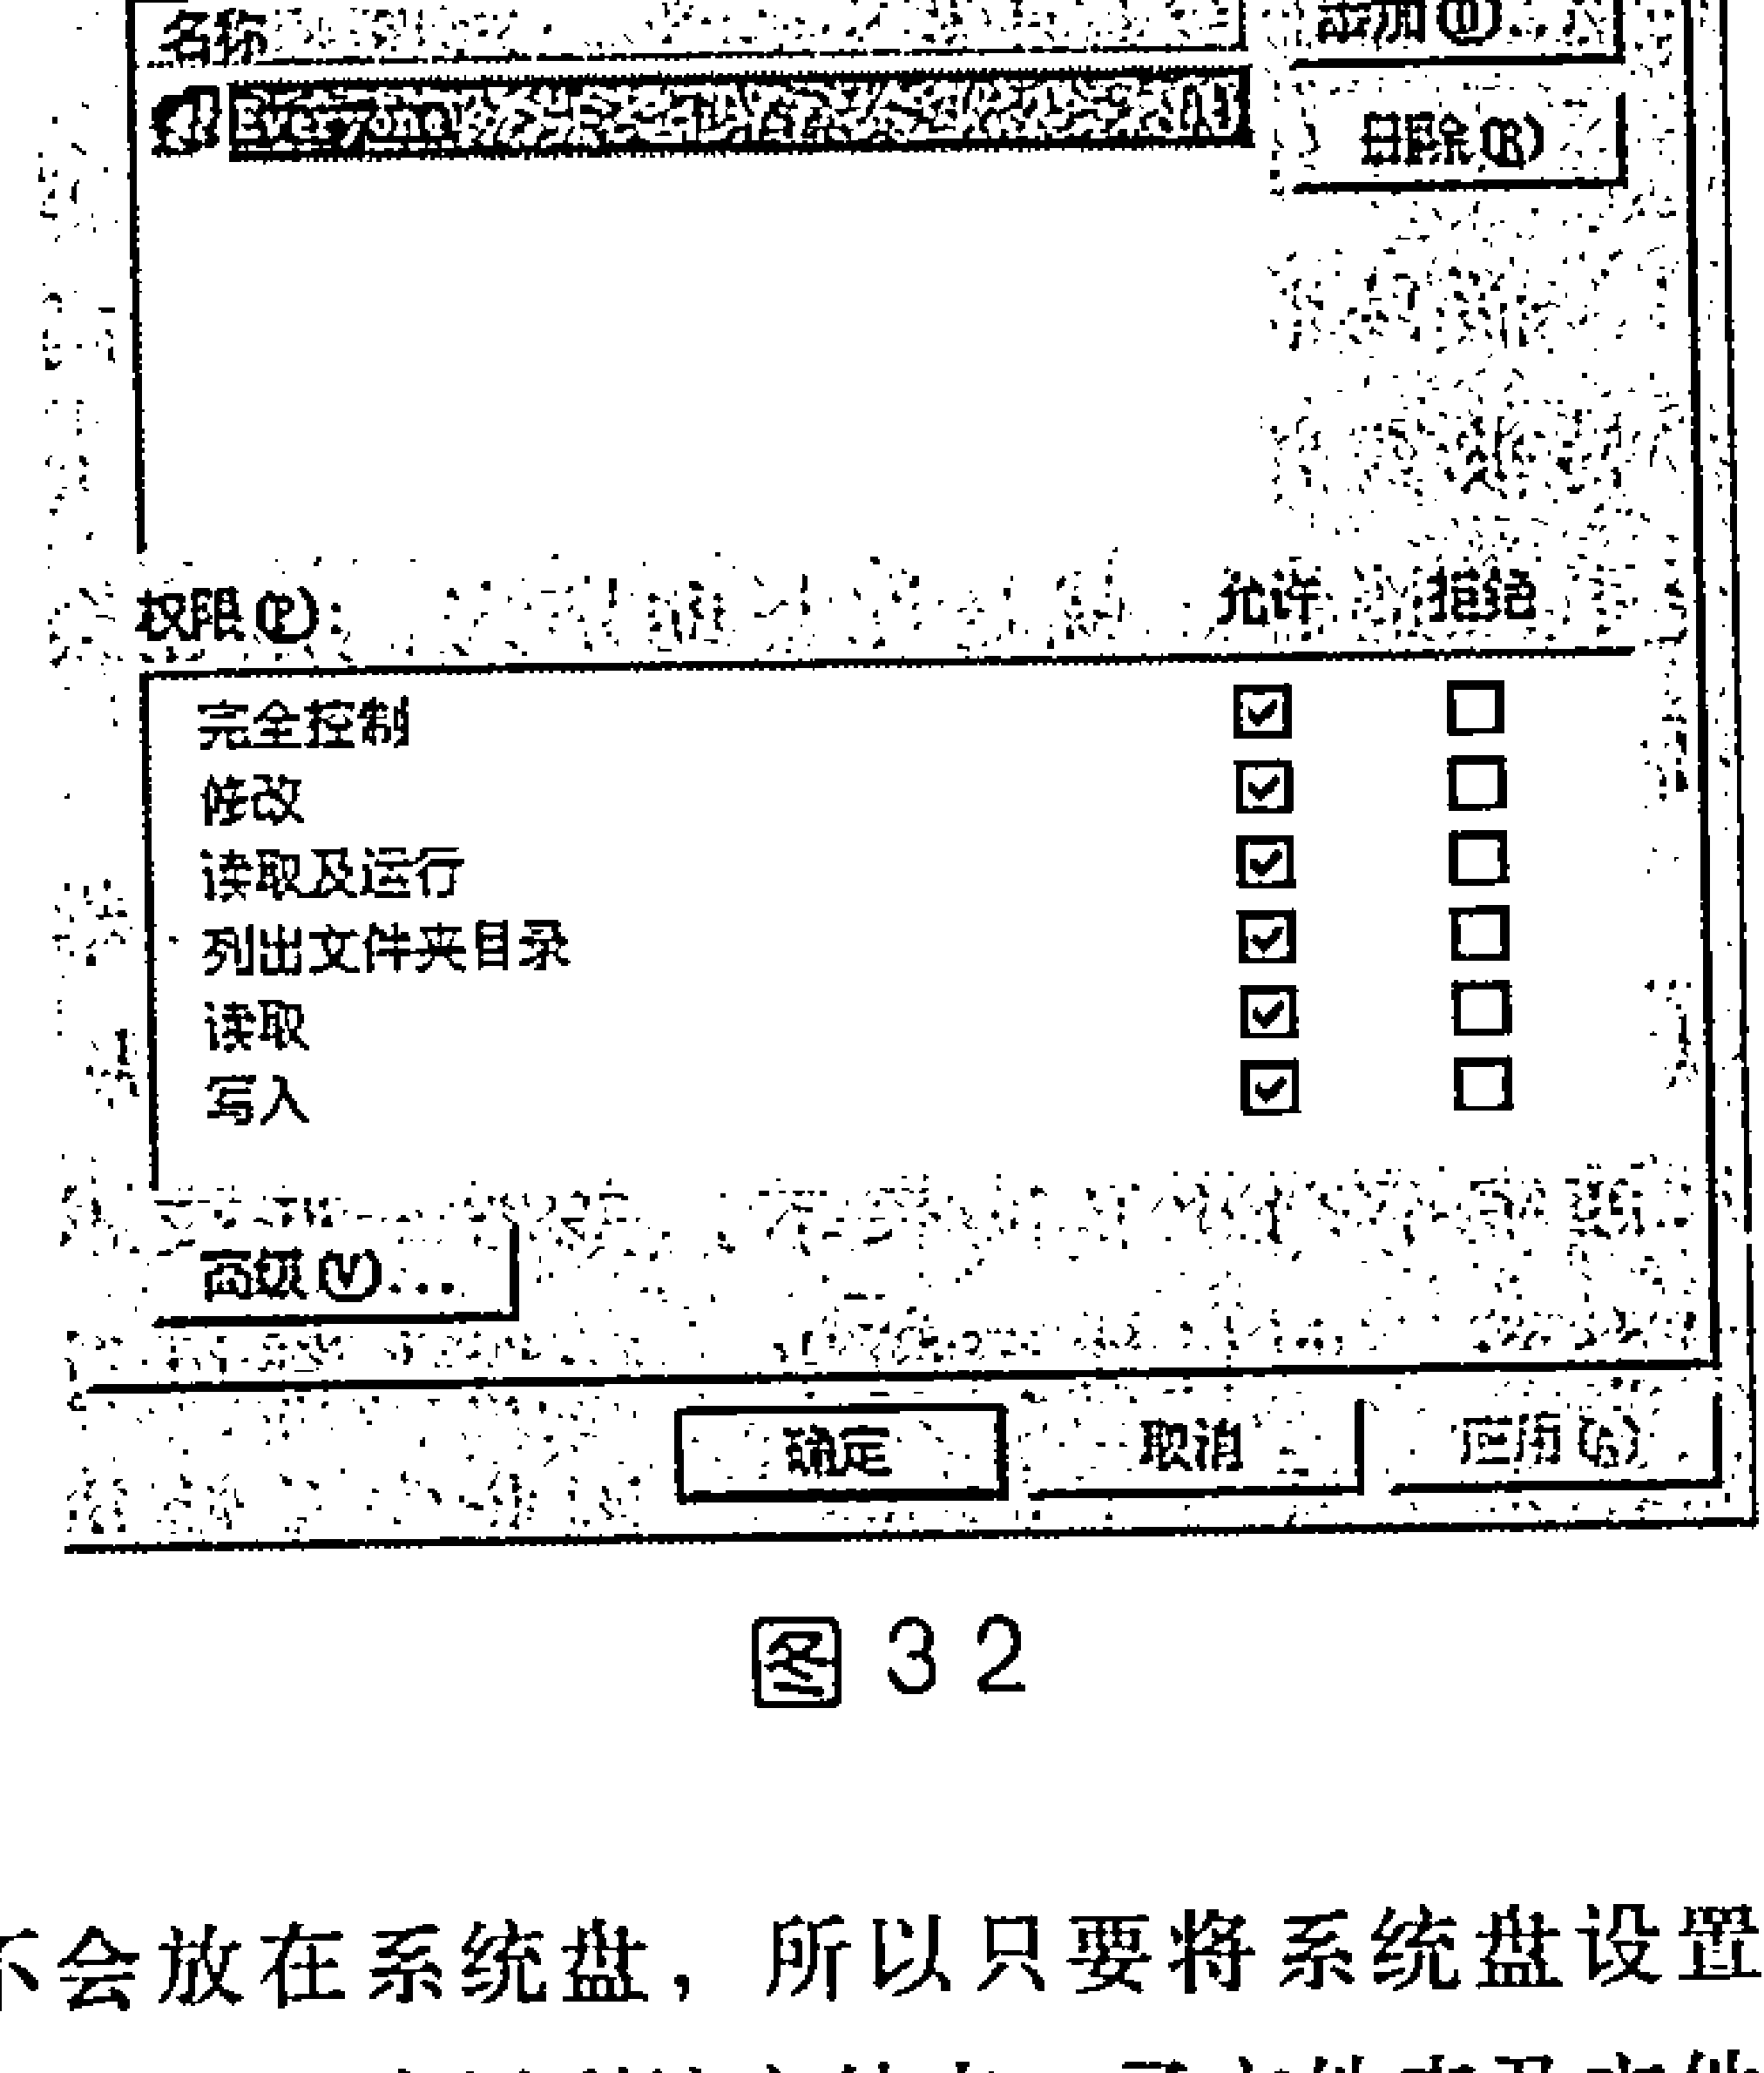 名称 添加(D)...
Everyone 删除(R)
权限(P): 允许 拒绝
完全控制
修改
读取及运行
列出文件夹目录
读取
写入
高级(V)...
确定 取消 应用(A)
图 32
不会放在系统盘，所以只要将系统盘设置